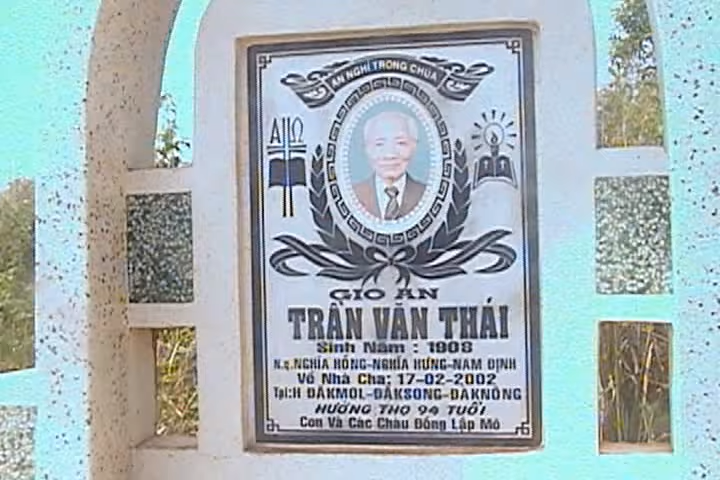 AN NGHỈ TRONG CHÚA
A Ω
GIO AN
TRẦN VĂN THÁI
Sinh Năm : 1908
N.q.NGHĨA HỒNG-NGHĨA HƯNG-NAM ĐỊNH
Về Nhà Cha: 17-02-2002
Tại:H ĐĂKMOL-ĐĂKSONG-ĐĂKNÔNG
HƯỞNG THỌ 94 TUỔI
Con Và Các Cháu Đồng Lập Mộ